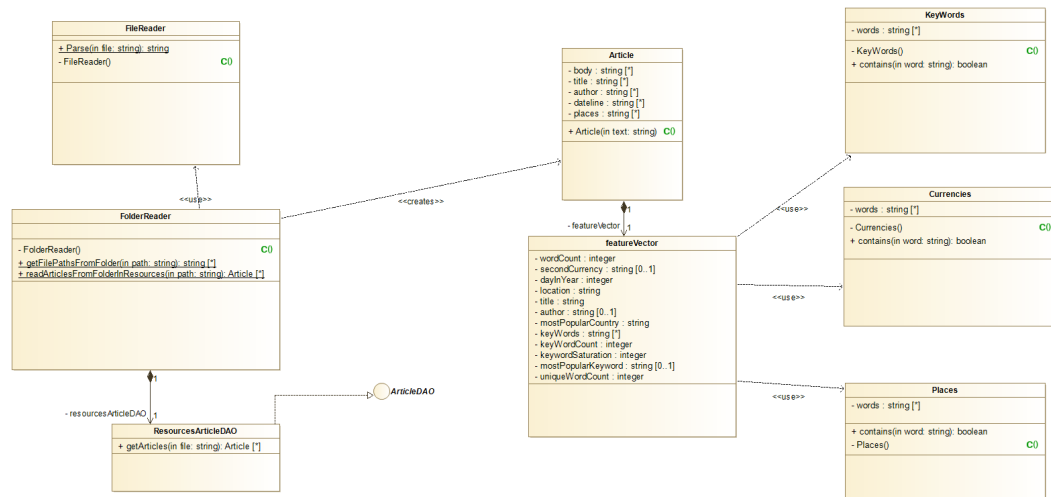 FileReader
+ Parse(in file: string): string
- FileReader() C()
<<use>>
FolderReader
- FolderReader() C()
+ getFilePathsFromFolder(in path: string): string [*]
+ readArticlesFromFolderInResources(in path: string): Article [*]
1
- resourcesArticleDAO 1
ResourcesArticleDAO
+ getArticles(in file: string): Article [*]
ArticleDAO
<<creates>>
Article
- body : string [*]
- title : string [*]
- author : string [*]
- dateline : string [*]
- places : string [*]
+ Article(in text: string) C()
1
- featureVector 1
featureVector
- wordCount : integer
- secondCurrency : string [0..1]
- dayInYear : integer
- location : string
- title : string
- author : string [0..1]
- mostPopularCountry : string
- keyWords : string [*]
- keyWordCount : integer
- keywordSaturation : integer
- mostPopularKeyword : string [0..1]
- uniqueWordCount : integer
<<use>>
<<use>>
<<use>>
KeyWords
- words : string [*]
- KeyWords() C()
+ contains(in word: string): boolean
Currencies
- words : string [*]
- Currencies() C()
+ contains(in word: string): boolean
Places
- words : string [*]
+ contains(in word: string): boolean
- Places() C()